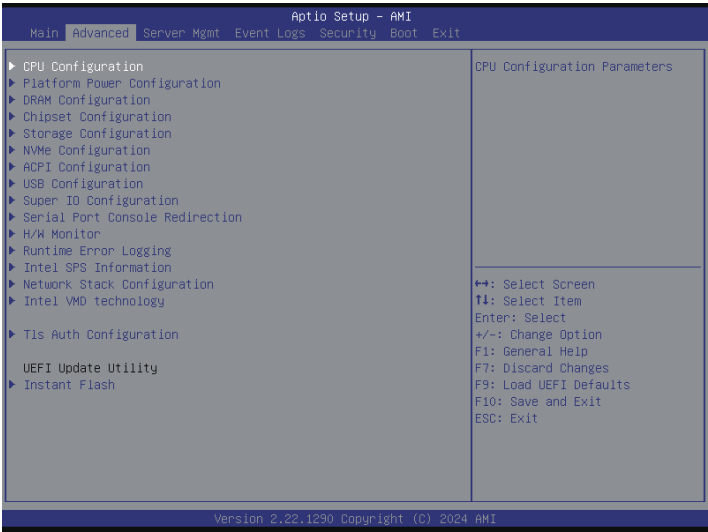 Aptio Setup - AMI
Main Advanced Server Mgmt Event Logs Security Boot Exit
CPU Configuration
Platform Power Configuration
DRAM Configuration
Chipset Configuration
Storage Configuration
NVMe Configuration
ACPI Configuration
USB Configuration
Super IO Configuration
Serial Port Console Redirection
H/W Monitor
Runtime Error Logging
Intel SPS Information
Network Stack Configuration
Intel VMD technology
Tls Auth Configuration
UEFI Update Utility
Instant Flash
CPU Configuration Parameters
↔: Select Screen
↑↓: Select Item
Enter: Select
+/-: Change Option
F1: General Help
F7: Discard Changes
F9: Load UEFI Defaults
F10: Save and Exit
ESC: Exit
Version 2.22.1290 Copyright (C) 2024 AMI